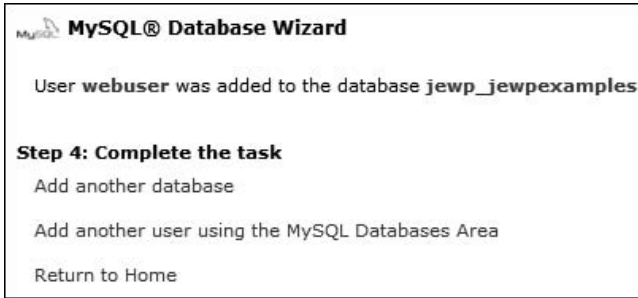 MySQL MySQL® Database Wizard
User webuser was added to the database jewp_jewpexamples
Step 4: Complete the task
Add another database
Add another user using the MySQL Databases Area
Return to Home